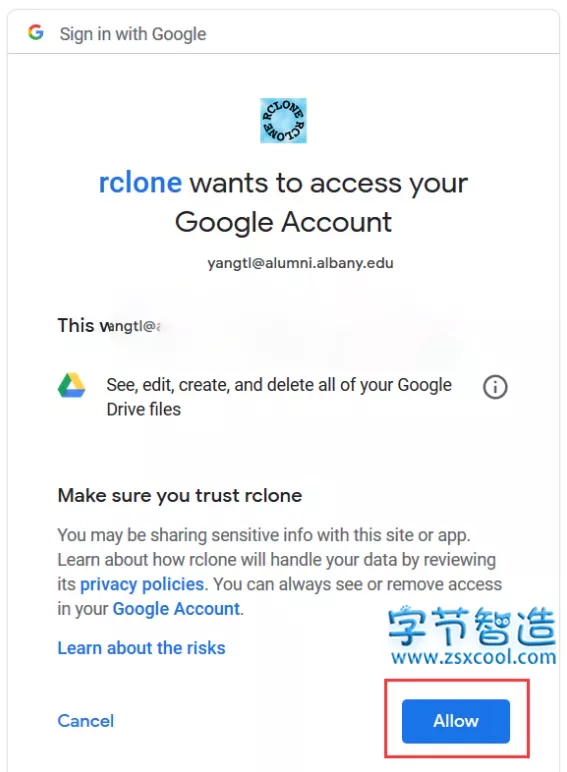 Sign in with Google
RCLONE RCLONE
rclone wants to access your
Google Account
yangtl@alumni.albany.edu
This w angtl@a
See, edit, create, and delete all of your Google
Drive files
Make sure you trust rclone
You may be sharing sensitive info with this site or app.
Learn about how rclone will handle your data by reviewing
its privacy policies. You can always see or remove access
in your Google Account.
Learn about the risks
字节智造
www.zsxcool.com
Cancel
Allow